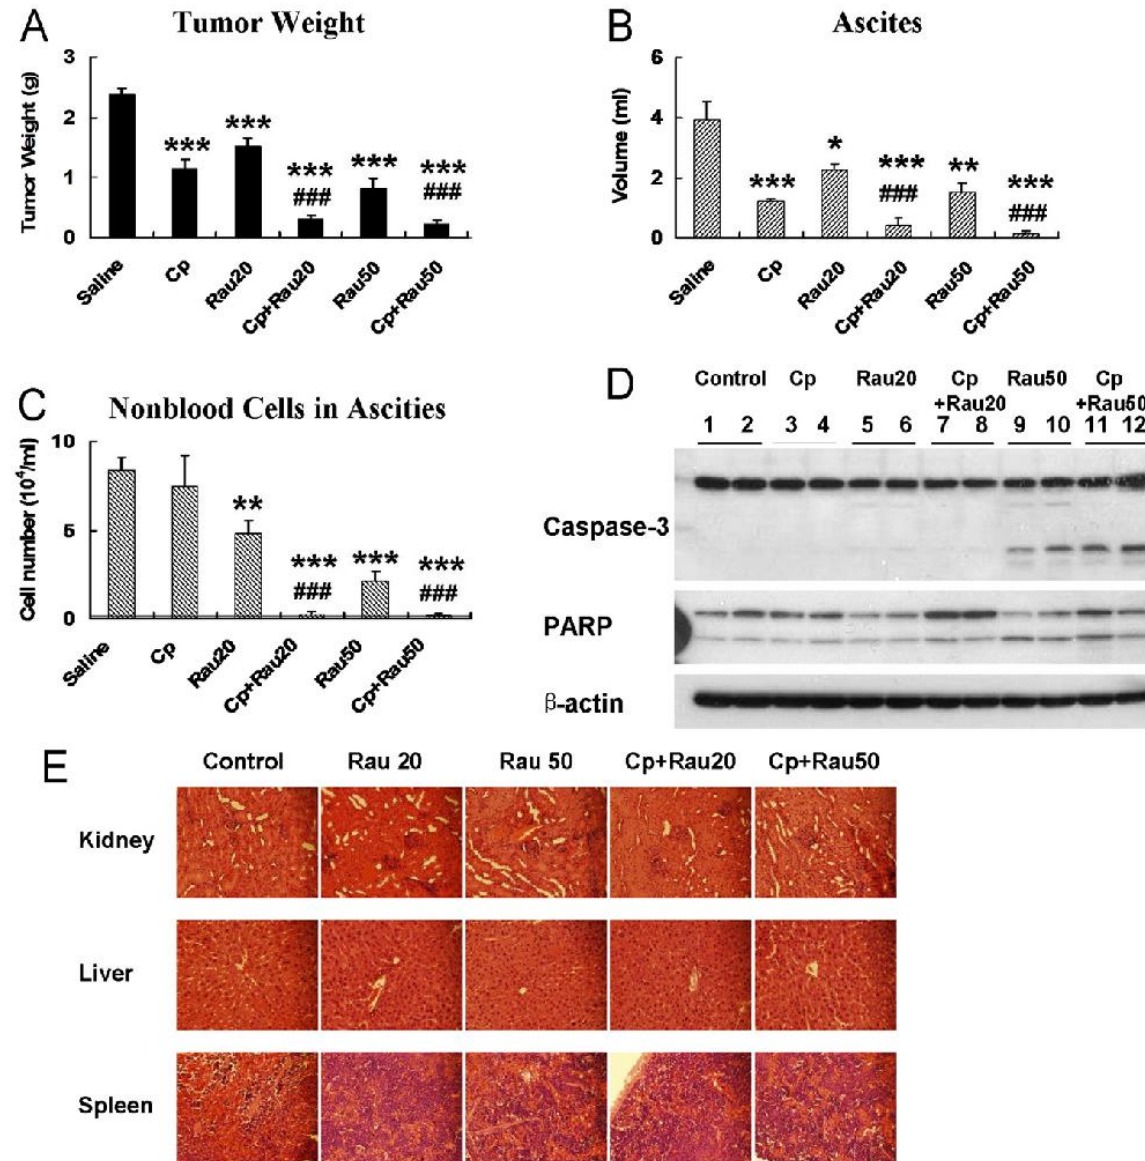 A
Tumor Weight
Tumor Weight (g)
3
2
1
0
***
***
***
###
***
***
###
Saline
Cp
Rau20
Cp+Rau20
Rau50
Cp+Rau50
B
Ascites
Volume (ml)
6
4
2
0
***
*
***
###
**
***
###
Saline
Cp
Rau20
Cp+Rau20
Rau50
Cp+Rau50
C
Nonblood Cells in Ascities
Cell number (10⁴/ml)
10
5
0
**
***
###
***
***
###
Saline
Cp
Rau20
Cp+Rau20
Rau50
Cp+Rau50
D
Control Cp Rau20 Cp +Rau20 Rau50 Cp +Rau50
1 2 3 4 5 6 7 8 9 10 11 12
Caspase-3
PARP
β-actin
E
Control Rau 20 Rau 50 Cp+Rau20 Cp+Rau50
Kidney
Liver
Spleen